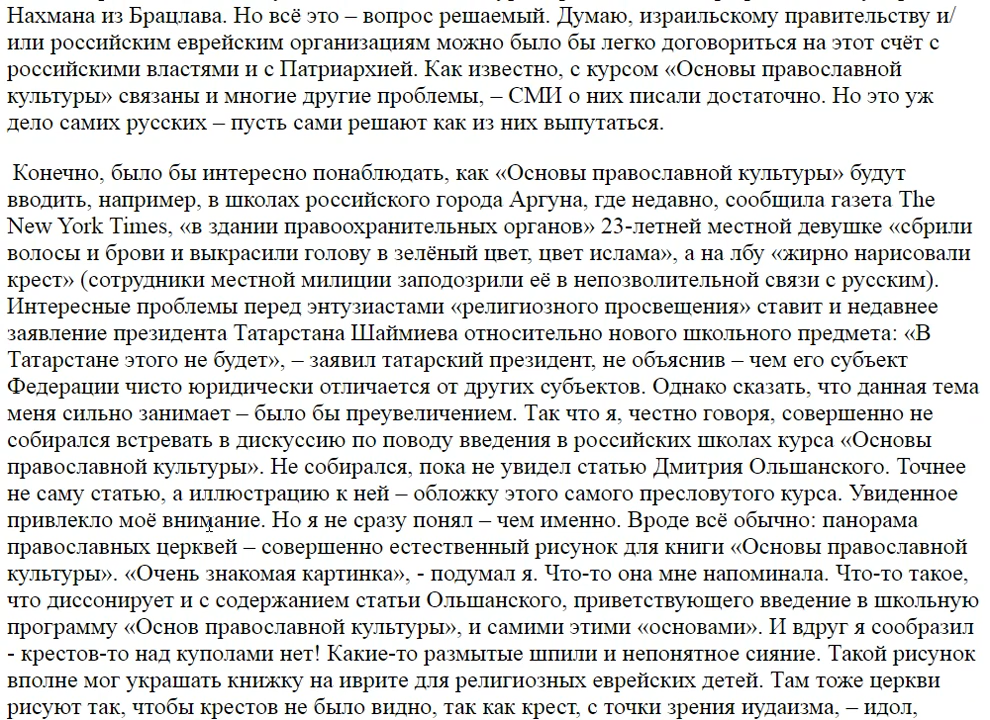 Нахмана из Брацлава. Но всё это – вопрос решаемый. Думаю, израильскому правительству и/
или российским еврейским организациям можно было бы легко договориться на этот счёт с
российскими властями и с Патриархией. Как известно, с курсом «Основы православной
культуры» связаны и многие другие проблемы, – СМИ о них писали достаточно. Но это уж
дело самих русских – пусть сами решают как из них выпутаться.
Конечно, было бы интересно понаблюдать, как «Основы православной культуры» будут
вводить, например, в школах российского города Аргуна, где недавно, сообщила газета The
New York Times, «в здании правоохранительных органов» 23-летней местной девушке «сбрили
волосы и брови и выкрасили голову в зелёный цвет, цвет ислама», а на лбу «жирно нарисовали
крест» (сотрудники местной милиции заподозрили её в непозволительной связи с русским).
Интересные проблемы перед энтузиастами «религиозного просвещения» ставит и недавнее
заявление президента Татарстана Шаймиева относительно нового школьного предмета: «В
Татарстане этого не будет», – заявил татарский президент, не объяснив – чем его субъект
Федерации чисто юридически отличается от других субъектов. Однако сказать, что данная тема
меня сильно занимает – было бы преувеличением. Так что я, честно говоря, совершенно не
собирался встревать в дискуссию по поводу введения в российских школах курса «Основы
православной культуры». Не собирался, пока не увидел статью Дмитрия Ольшанского. Точнее
не саму статью, а иллюстрацию к ней – обложку этого самого пресловутого курса. Увиденное
привлекло моё внимание. Но я не сразу понял – чем именно. Вроде всё обычно: панорама
православных церквей – совершенно естественный рисунок для книги «Основы православной
культуры». «Очень знакомая картинка», - подумал я. Что-то она мне напоминала. Что-то такое,
что диссонирует и с содержанием статьи Ольшанского, приветствующего введение в школьную
программу «Основ православной культуры», и самими этими «основами». И вдруг я сообразил
- крестов-то над куполами нет! Какие-то размытые шпили и непонятное сияние. Такой рисунок
вполне мог украшать книжку на иврите для религиозных еврейских детей. Там тоже церкви
рисуют так, чтобы крестов не было видно, так как крест, с точки зрения иудаизма, – идол,